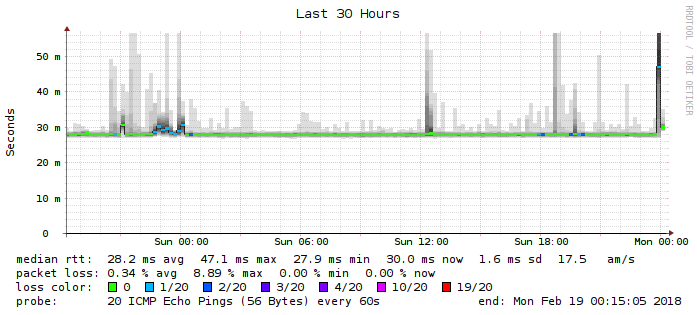 Last 30 Hours
RRDTOOL / TOBI OETIKER
Seconds
50 m
40 m
30 m
20 m
10 m
0
Sun 00:00 Sun 06:00 Sun 12:00 Sun 18:00 Mon 00:00
median rtt: 28.2 ms avg 47.1 ms max 27.9 ms min 30.0 ms now 1.6 ms sd 17.5 am/s
packet loss: 0.34 % avg 8.89 % max 0.00 % min 0.00 % now
loss color: 0 1/20 2/20 3/20 4/20 10/20 19/20
probe: 20 ICMP Echo Pings (56 Bytes) every 60s end: Mon Feb 19 00:15:05 2018